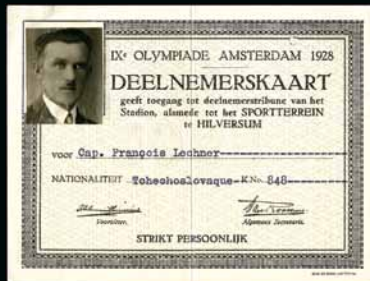 IXe OLYMPIADE AMSTERDAM 1928
DEELNEMERSKAART
geeft toegang tot deelnemerstribune van het
Stadion, alsmede tot het SPORTTERREIN
te HILVERSUM
voor Cap. François Lechner
NATIONALITEIT Tchechoslovaque K No. 848
Voorzitter. Algemeen Secretaris.
STRIKT PERSOONLIJK